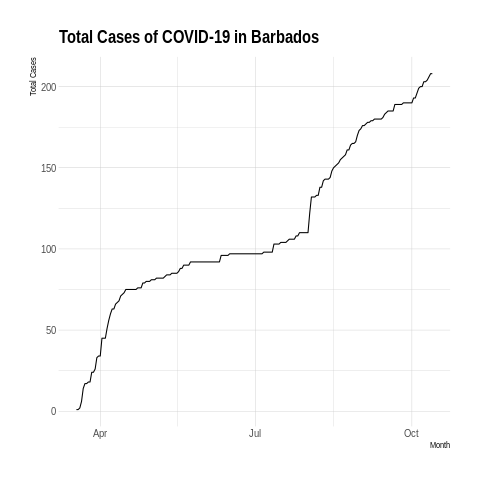 Total Cases of COVID-19 in Barbados
Total Cases
200
150
100
50
0
Apr
Jul
Oct
Month